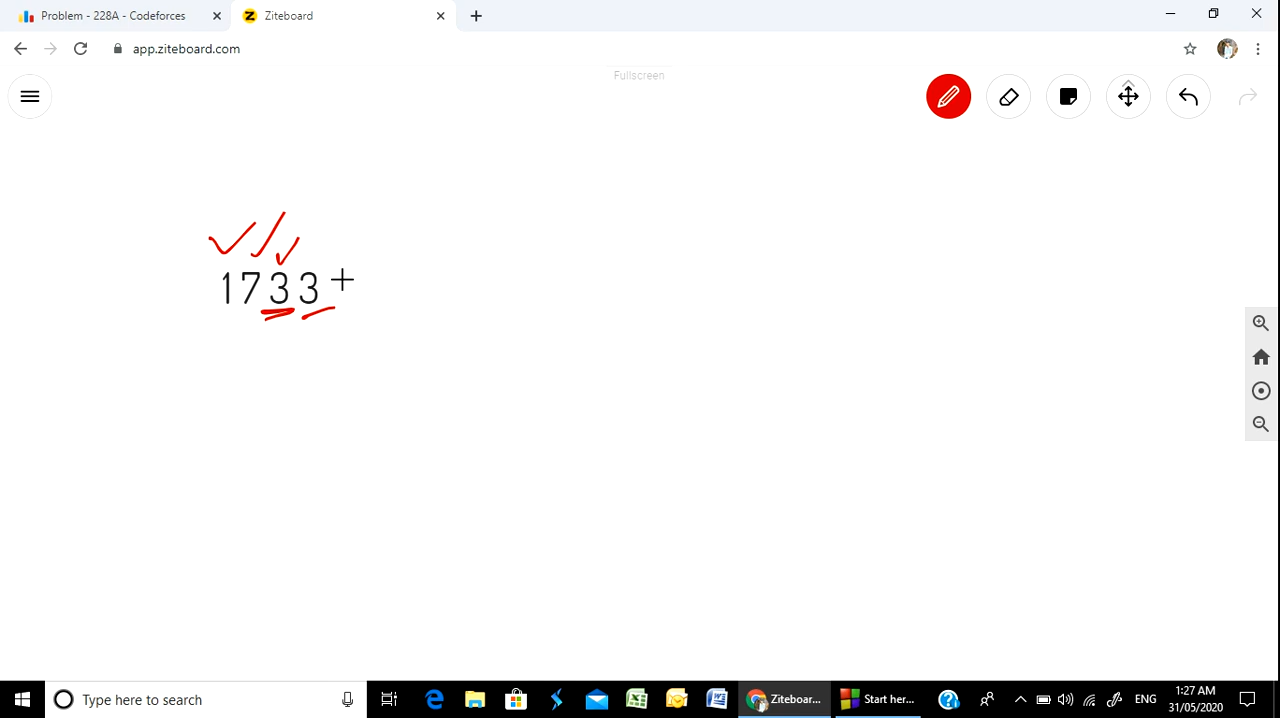 Problem - 228A - Codeforces
Ziteboard
app.ziteboard.com
Fullscreen
1733
Type here to search
Ziteboar...
Start her...
ENG
1:27 AM
31/05/2020